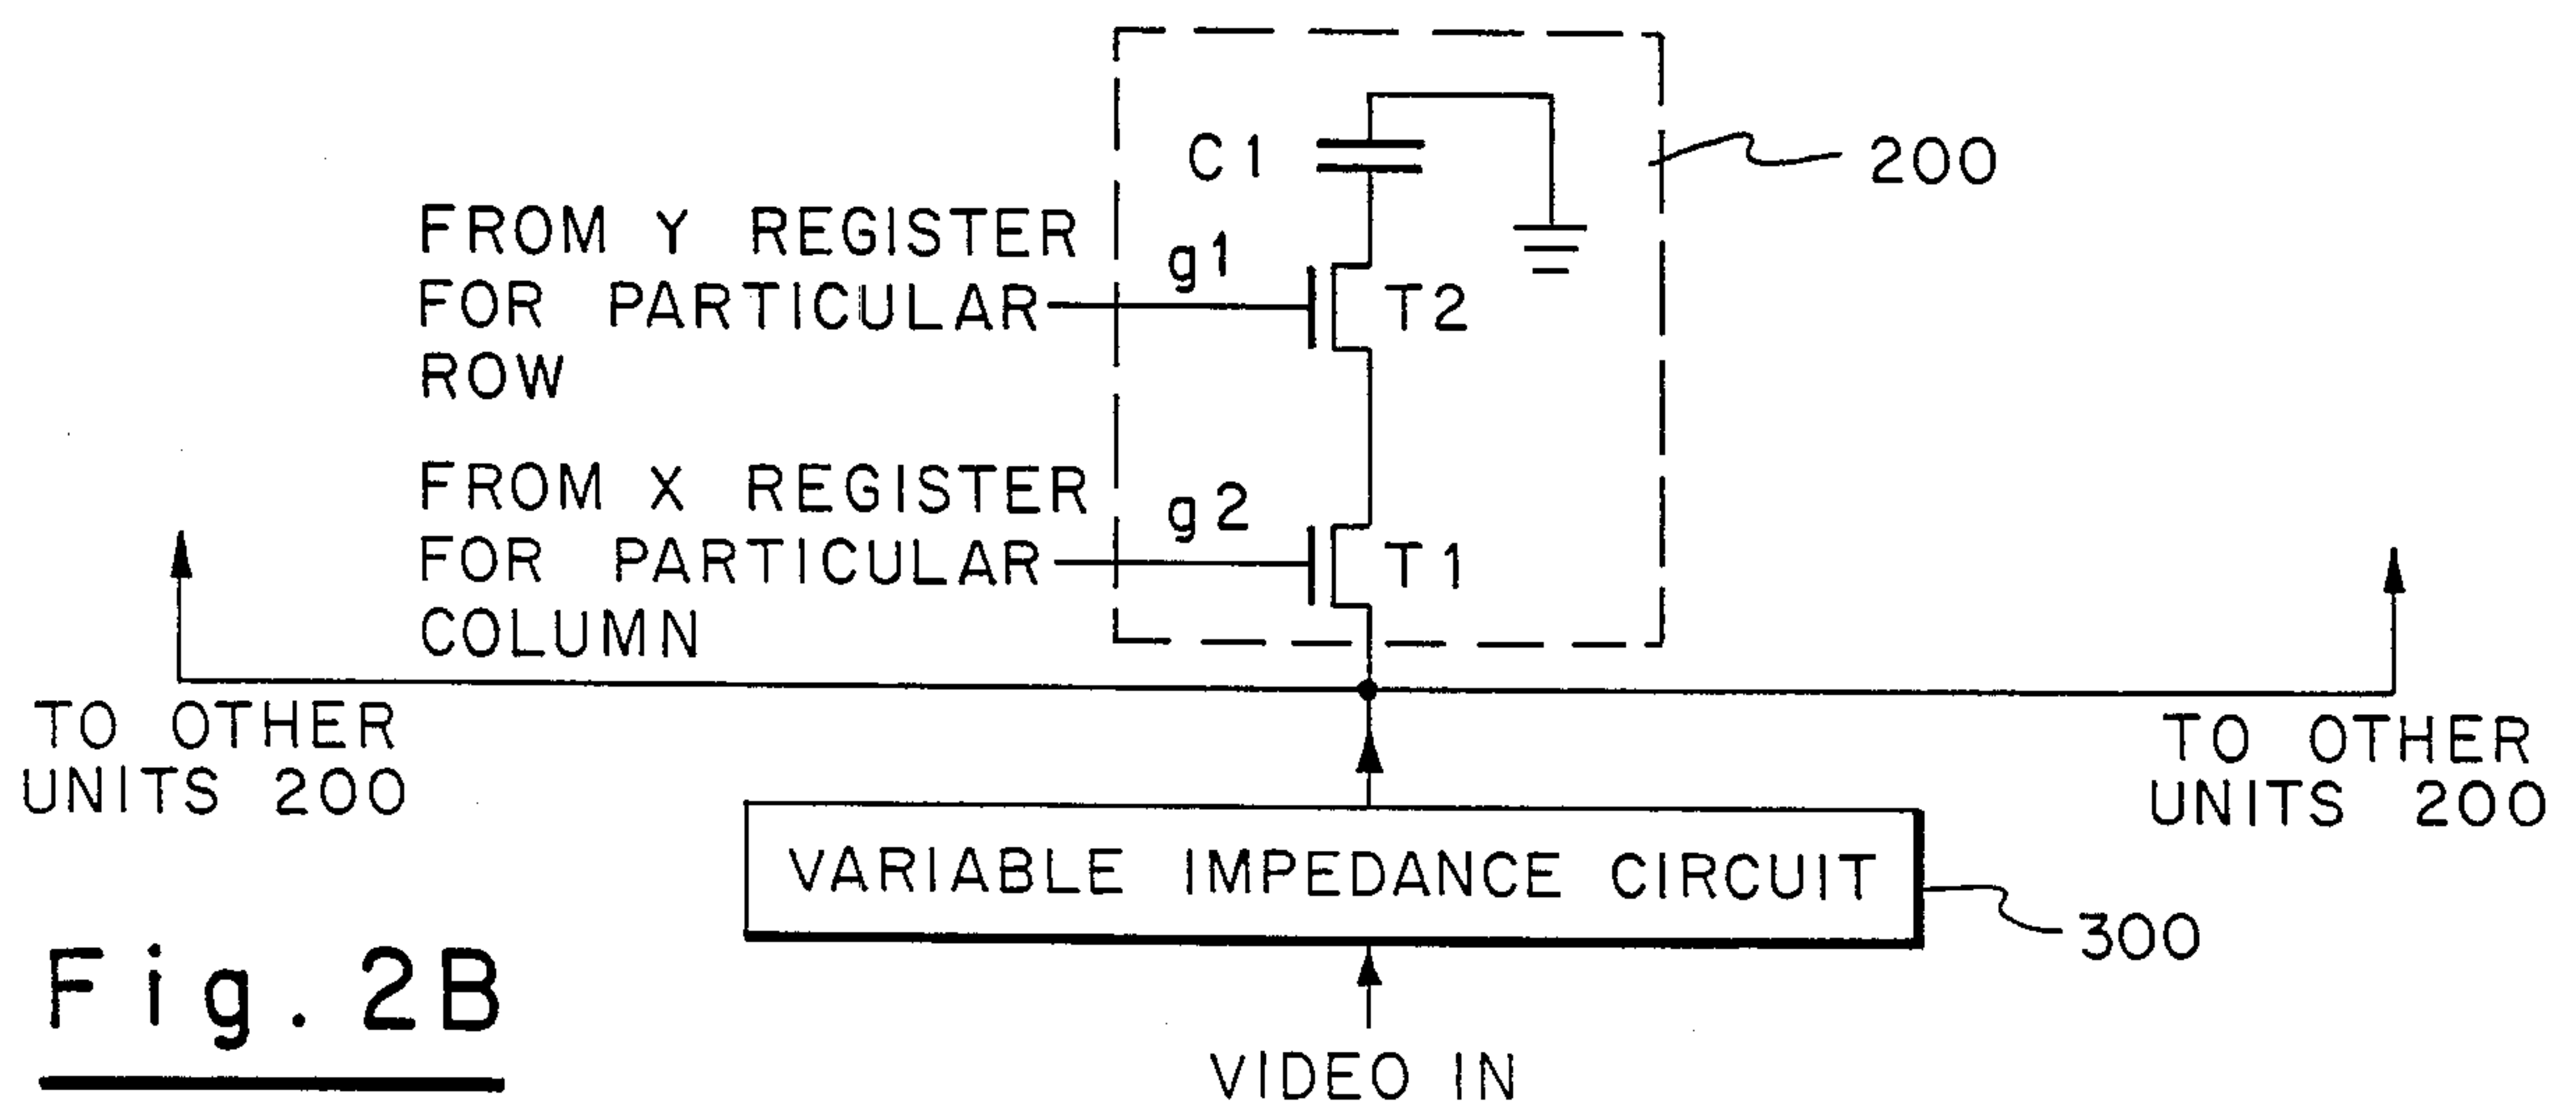 C1
200
FROM Y REGISTER
FOR PARTICULAR
ROW
g1
T2
FROM X REGISTER
FOR PARTICULAR
COLUMN
g2
T1
TO OTHER
UNITS 200
TO OTHER
UNITS 200
VARIABLE IMPEDANCE CIRCUIT
300
VIDEO IN
Fig. 2B